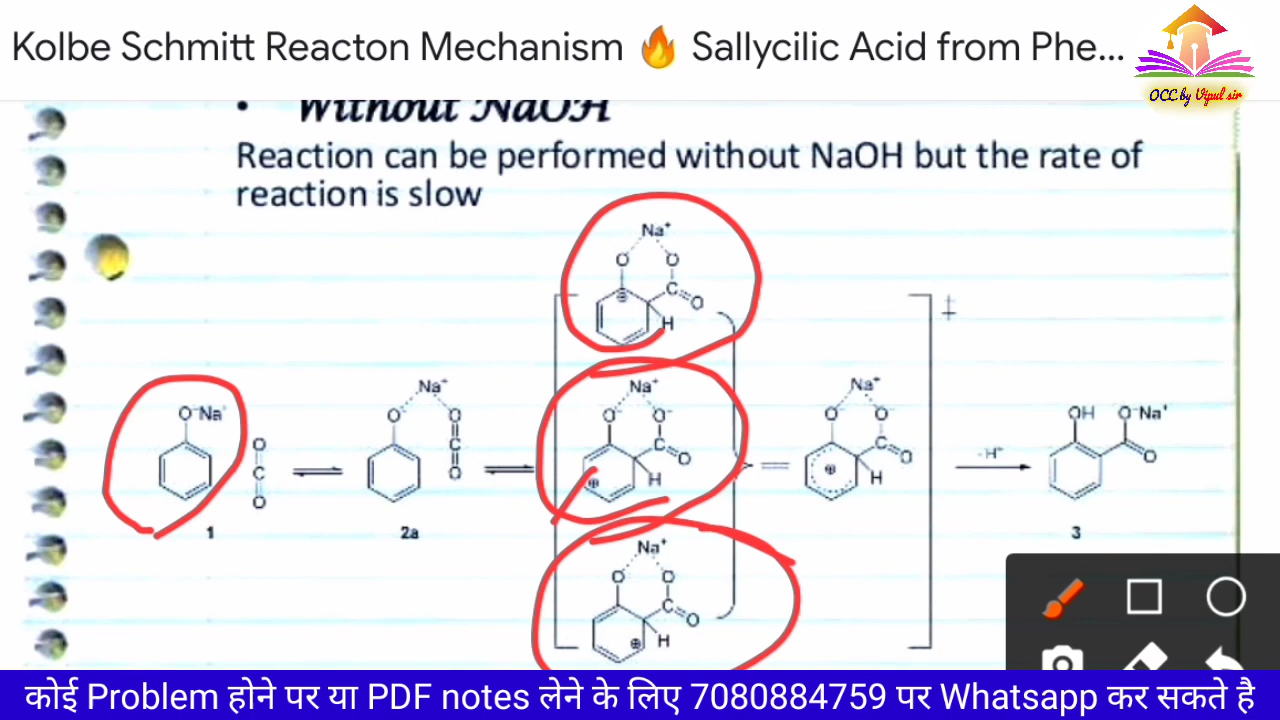 Kolbe Schmitt Reacton Mechanism 🔥 Sallycilic Acid from Phe...
OCC by Vipul sir
• Without NaOH
Reaction can be performed without NaOH but the rate of
reaction is slow
Na⁺
O O
⊕ C O
H
‡
O⁻Na⁺
O
C
O
1
Na⁺
O⁻ O
C
O
2a
Na⁺
O⁻ O⁻
C O
⊕ H
Na⁺
O⁻ O⁻
C O
⊕ H
- H⁺
OH O⁻Na⁺
O
3
Na⁺
O O
C O
⊕ H
कोई Problem होने पर या PDF notes लेने के लिए 7080884759 पर Whatsapp कर सकते है